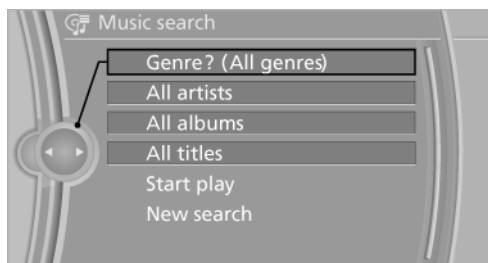 Music search
Genre? (All genres)
All artists
All albums
All titles
Start play
New search